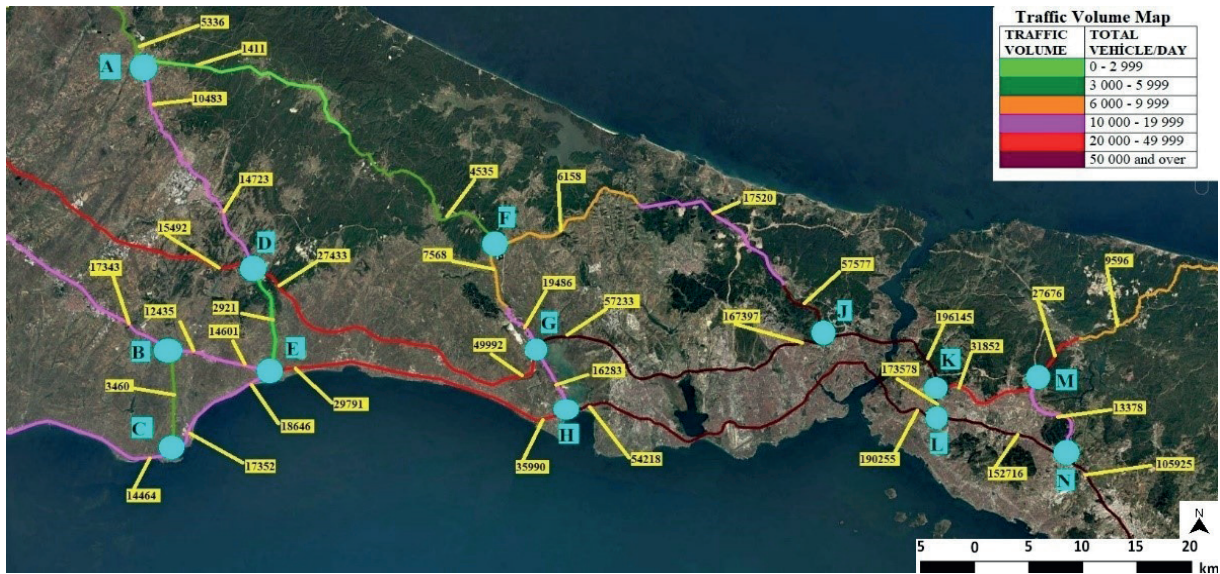 Traffic Volume Map
TRAFFIC VOLUME
TOTAL VEHİCLE/DAY
0 - 2 999
3 000 - 5 999
6 000 - 9 999
10 000 - 19 999
20 000 - 49 999
50 000 and over
5336
1411
A
10483
14723
4535
6158
17520
F
15492
D
27433
7568
57577
9596
17343
19486
57233
27676
12435
2921
14601
G
167397
J
196145
B
E
49992
16283
173578
K
31852
M
3460
29791
13378
C
18646
H
L
17352
35990
54218
190255
152716
N
105925
14464
N
5 0 5 10 15 20
km